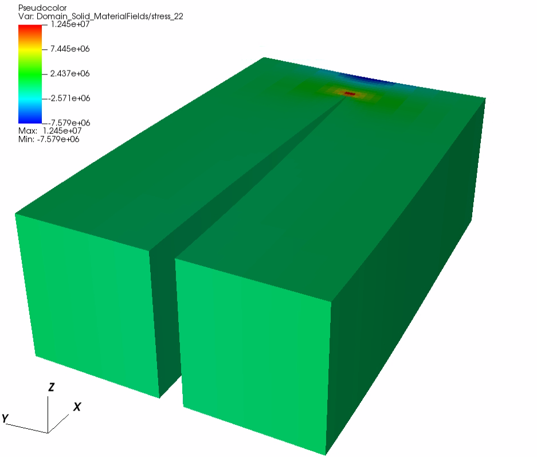 Pseudocolor
Var: Domain_Solid_MaterialFields/stress_22
1.245e+07
7.445e+06
2.437e+06
-2.571e+06
-7.579e+06
Max: 1.245e+07
Min: -7.579e+06
Z
X
Y